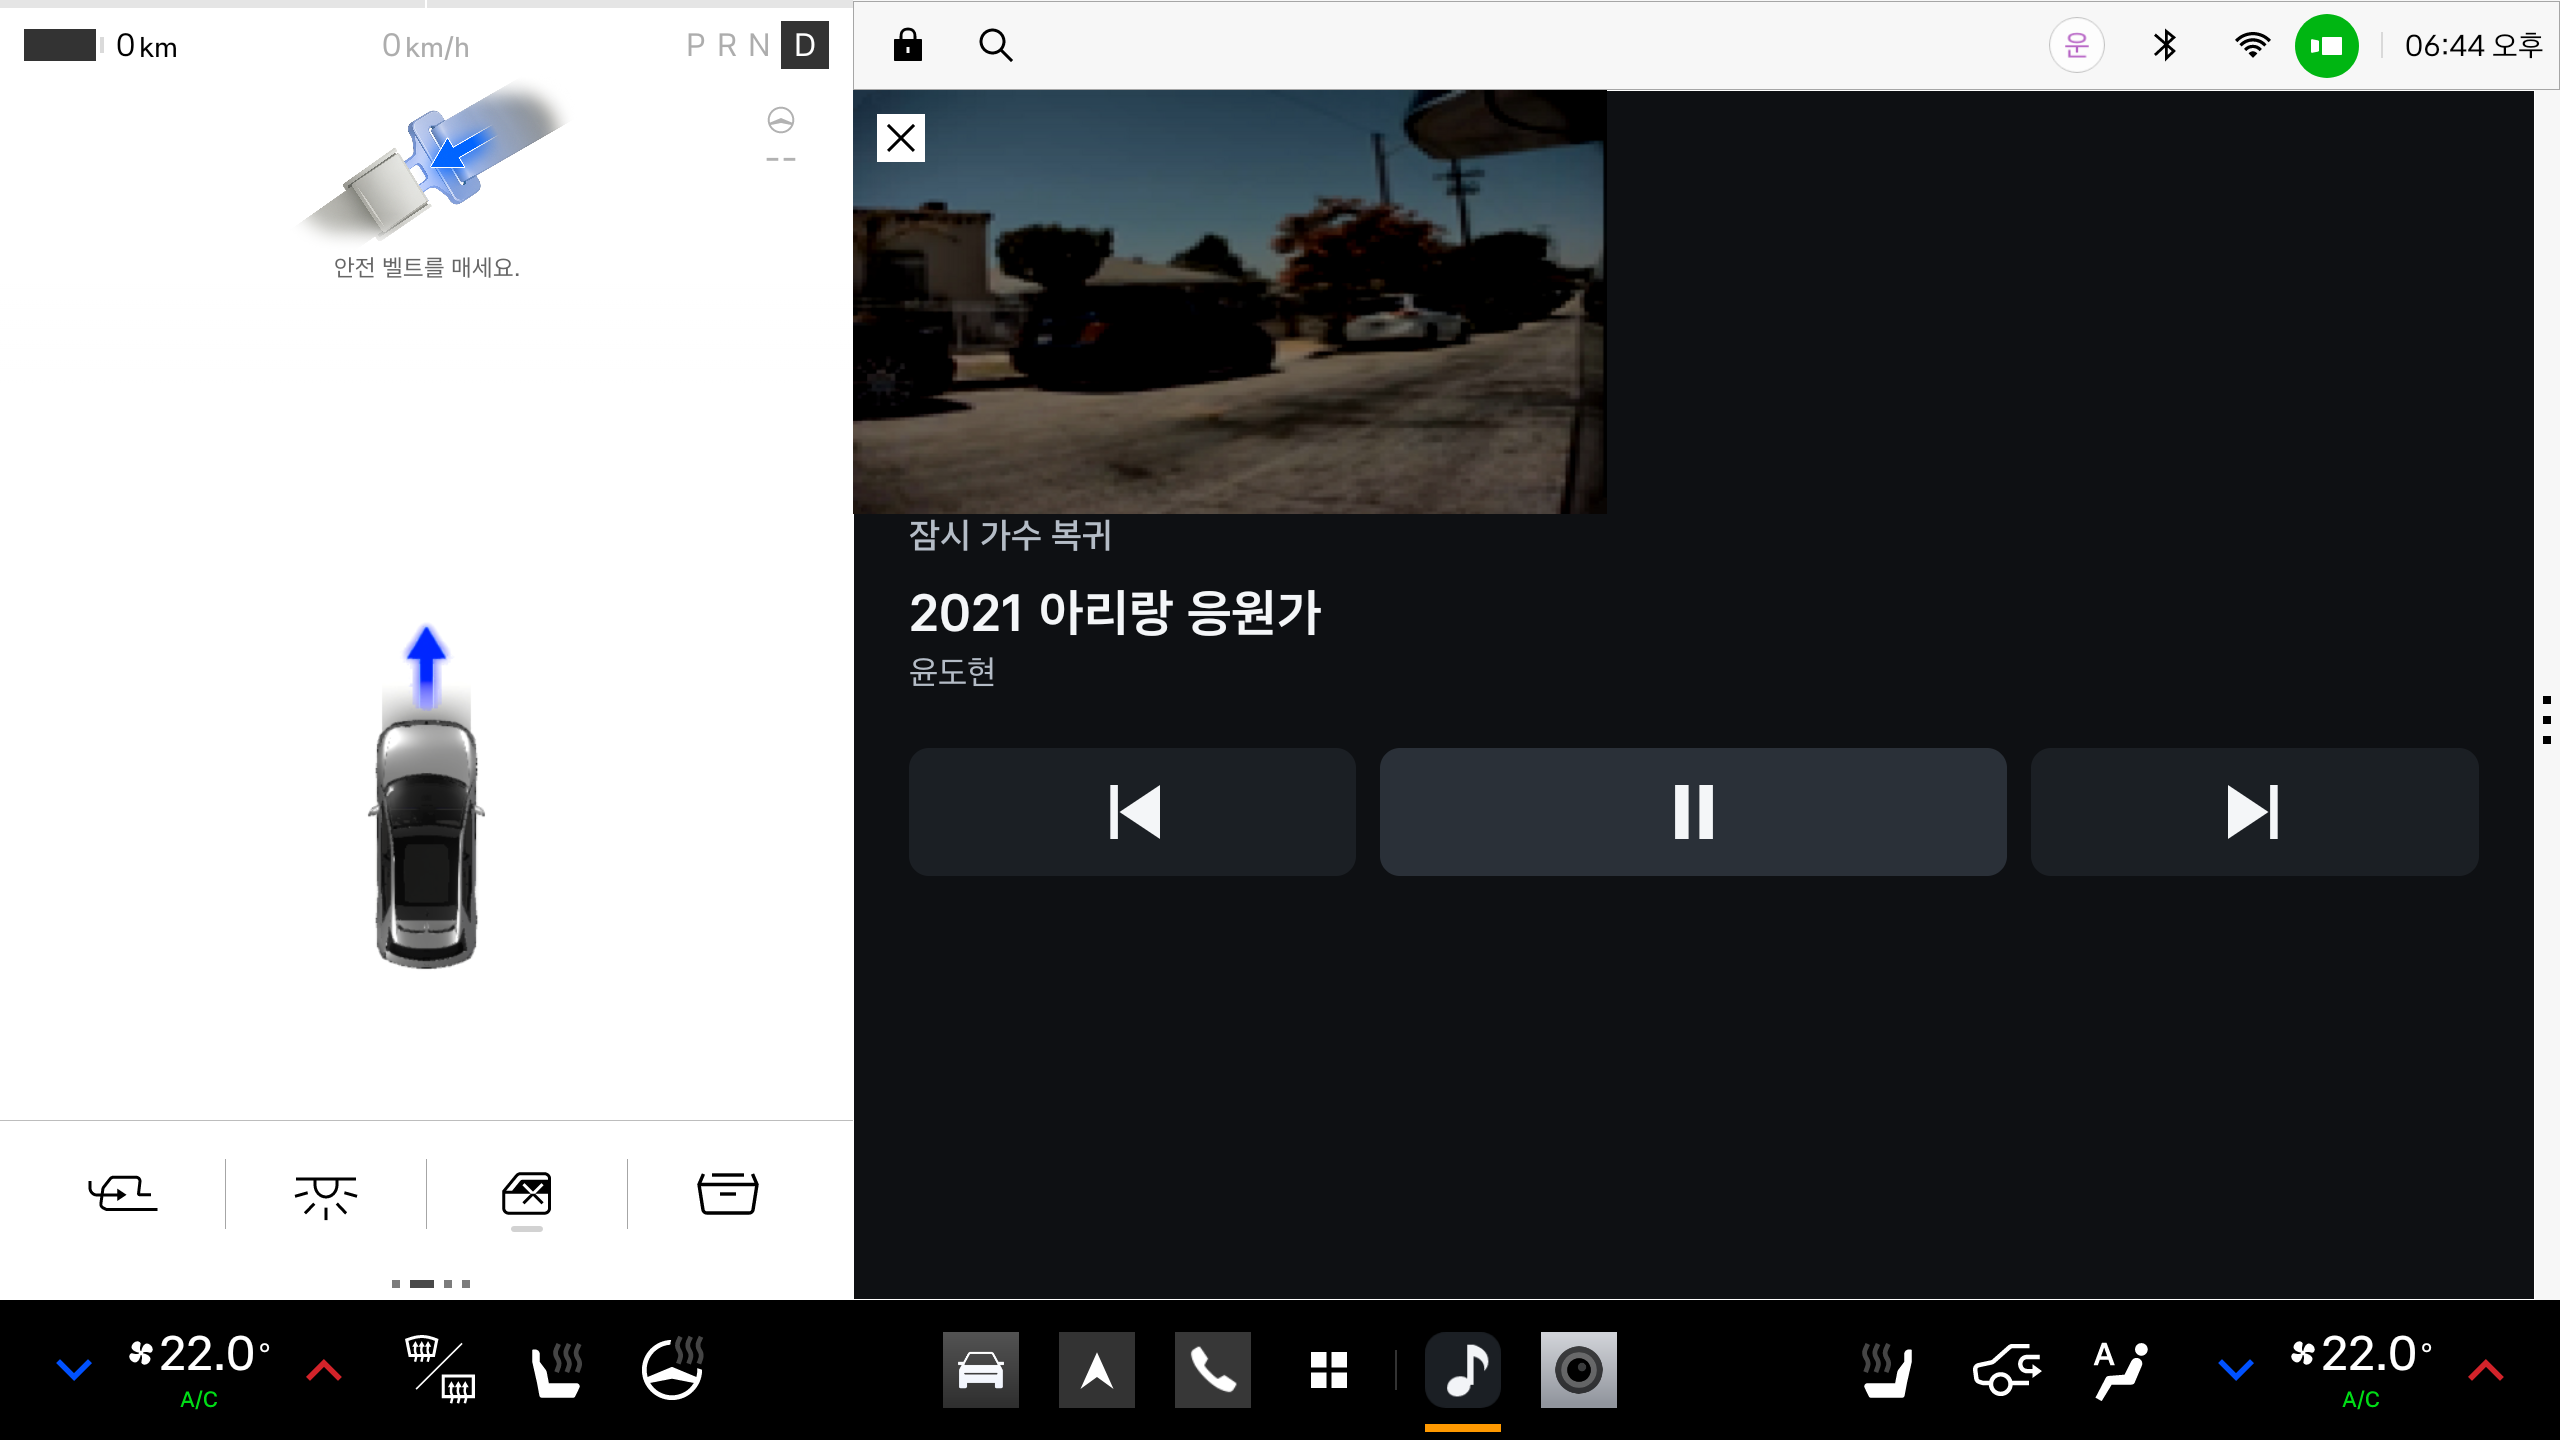 0 km
0 km/h
P R N D
운
06:44 오후
--
안전 벨트를 매세요.
잠시 가수 복귀
2021 아리랑 응원가
윤도현
22.0°
A/C
A
22.0°
A/C